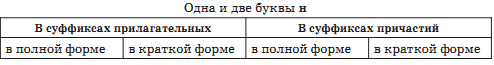 Одна и две буквы н
В суффиксах прилагательных В суффиксах причастий
в полной форме в краткой форме в полной форме в краткой форме